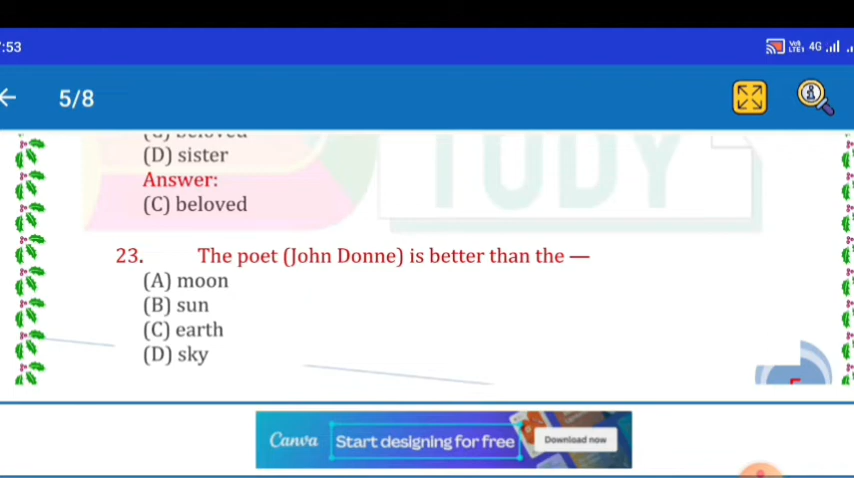 :53
4G
5/8
(D) sister
Answer:
(C) beloved
TUDY
23. The poet (John Donne) is better than the —
(A) moon
(B) sun
(C) earth
(D) sky
Canva Start designing for free Download now